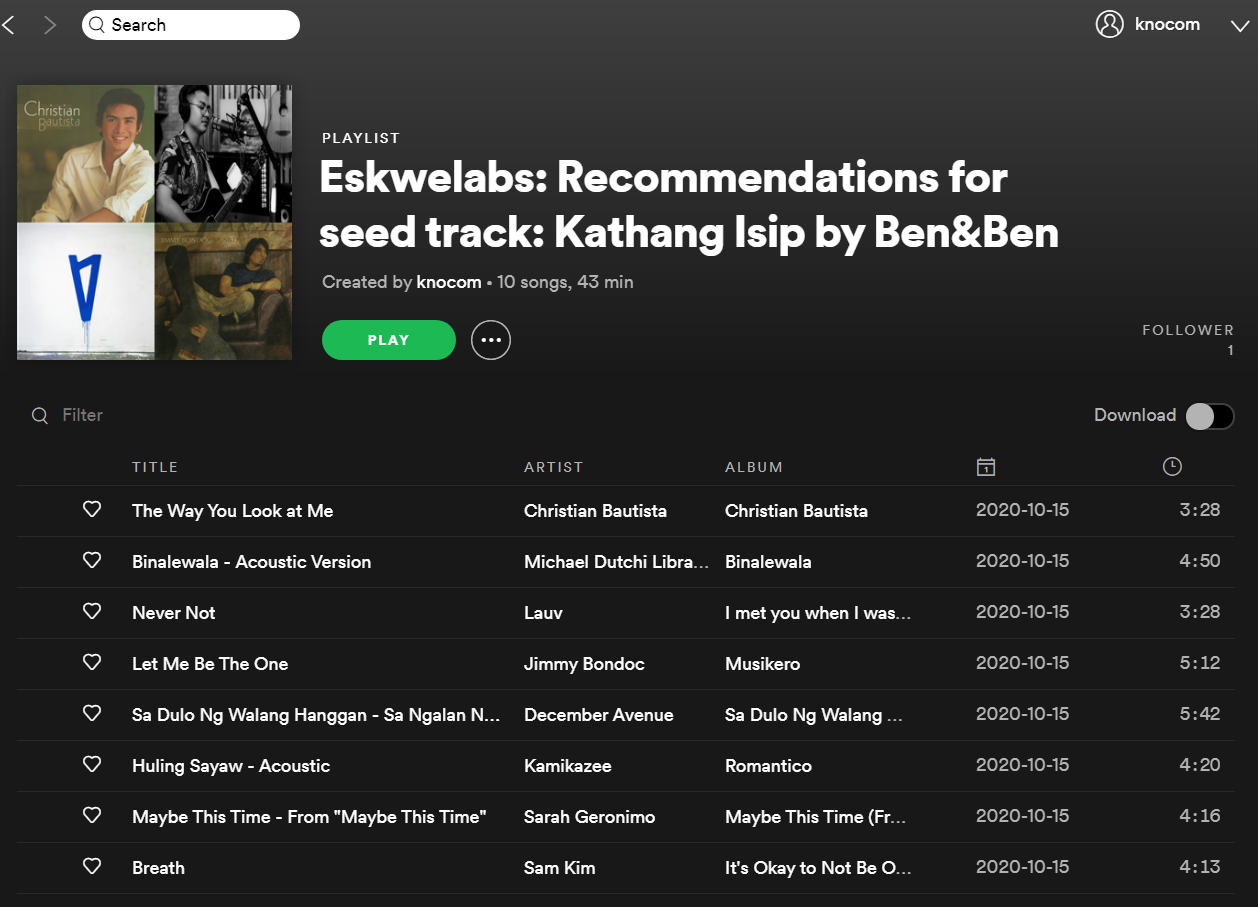 Search
knocom
Christian
Bautista
PLAYLIST
Eskwelabs: Recommendations for
seed track: Kathang Isip by Ben&Ben
Created by knocom • 10 songs, 43 min
PLAY
FOLLOWER
1
Filter
Download
TITLE ARTIST ALBUM 1
The Way You Look at Me Christian Bautista Christian Bautista 2020-10-15 3:28
Binalewala - Acoustic Version Michael Dutchi Libra... Binalewala 2020-10-15 4:50
Never Not Lauv I met you when I was... 2020-10-15 3:28
Let Me Be The One Jimmy Bondoc Musikero 2020-10-15 5:12
Sa Dulo Ng Walang Hanggan - Sa Ngalan N... December Avenue Sa Dulo Ng Walang ... 2020-10-15 5:42
Huling Sayaw - Acoustic Kamikazee Romantico 2020-10-15 4:20
Maybe This Time - From "Maybe This Time" Sarah Geronimo Maybe This Time (Fr... 2020-10-15 4:16
Breath Sam Kim It's Okay to Not Be O... 2020-10-15 4:13